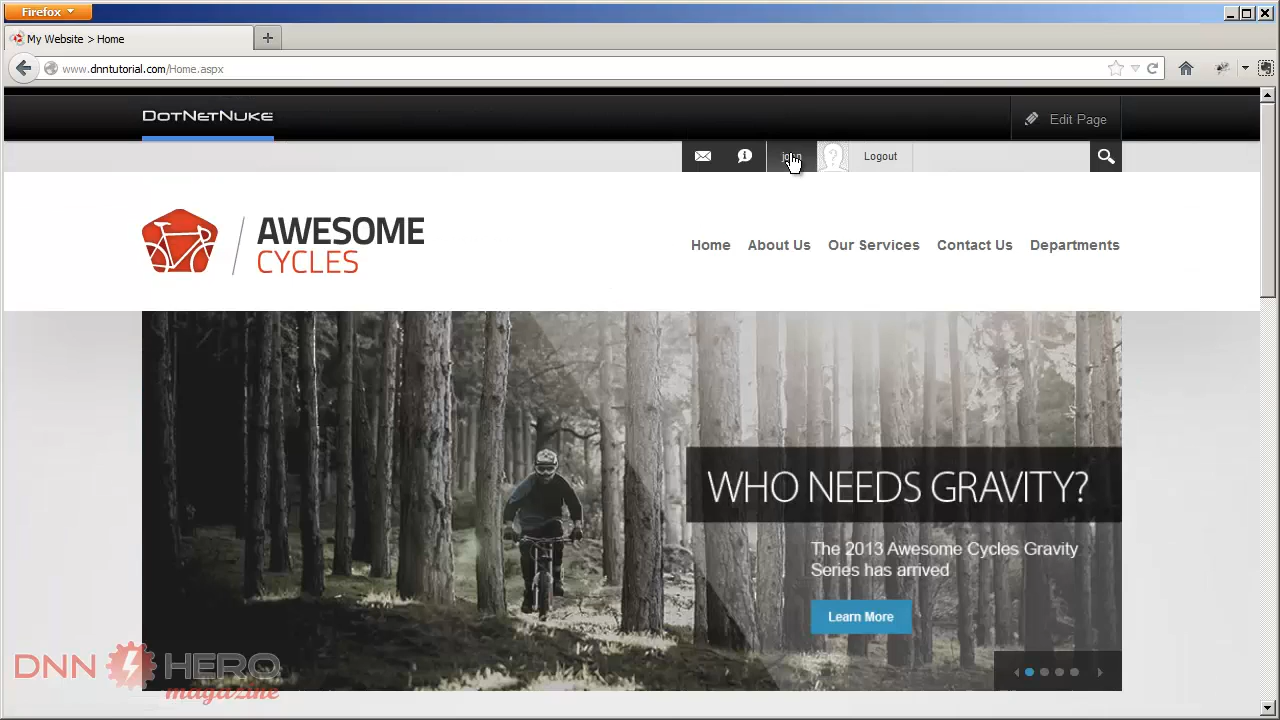 Firefox
My Website > Home
www.dnntutorial.com/Home.aspx
DotNetNuke
Edit Page
Logout
AWESOME
CYCLES
Home About Us Our Services Contact Us Departments
WHO NEEDS GRAVITY?
The 2013 Awesome Cycles Gravity
Series has arrived
Learn More
DNN HERO
magazine